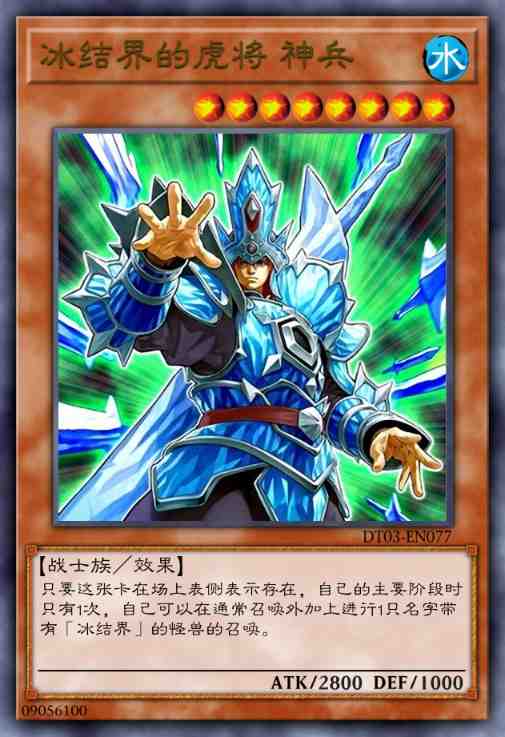 冰结界的虎将 神兵
水
DT03-EN077
【战士族／效果】
只要这张卡在场上表侧表示存在，自己的主要阶段时
只有1次，自己可以在通常召唤外加上进行1只名字带
有「冰结界」的怪兽的召唤。
ATK/2800 DEF/1000
09056100